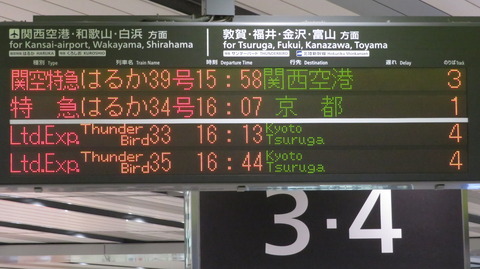 関西空港・和歌山・白浜 方面
for Kansai-airport, Wakayama, Shirahama
敦賀・福井・金沢・富山 方面
for Tsuruga, Fukui, Kanazawa, Toyama
種別 Type 列車名 Train Name 時刻 Departure Time 行先 Destination 遅れ Delay のりば Track
関空特急 はるか39号 15:58 関西空港 3
特急 はるか34号 16:07 京都 1
Ltd.Exp. Thunder Bird 33 16:13 Kyoto Tsuruga 4
Ltd.Exp. Thunder Bird 35 16:44 Kyoto Tsuruga 4
3・4